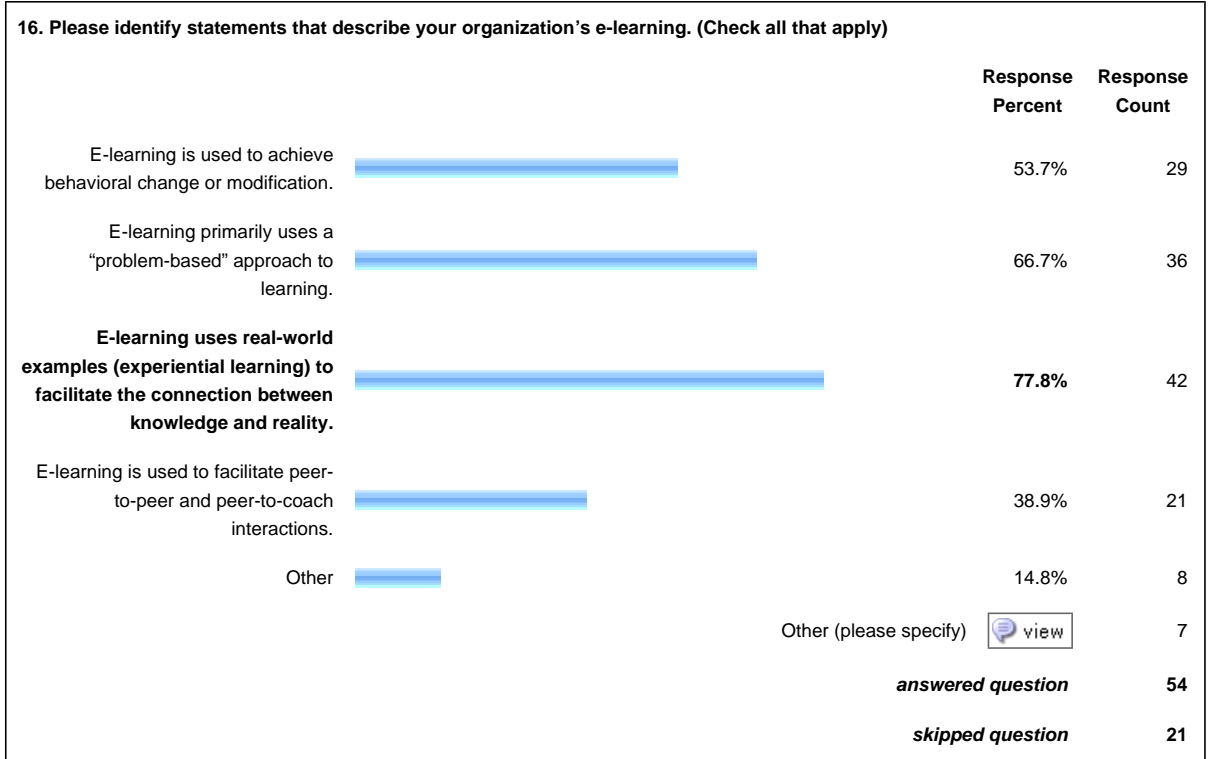 16. Please identify statements that describe your organization’s e-learning. (Check all that apply)
Response Percent
Response Count
E-learning is used to achieve
behavioral change or modification.
53.7%
29
E-learning primarily uses a
“problem-based” approach to
learning.
66.7%
36
E-learning uses real-world
examples (experiential learning) to
facilitate the connection between
knowledge and reality.
77.8%
42
E-learning is used to facilitate peer-
to-peer and peer-to-coach
interactions.
38.9%
21
Other
14.8%
8
Other (please specify)
view
7
answered question
54
skipped question
21